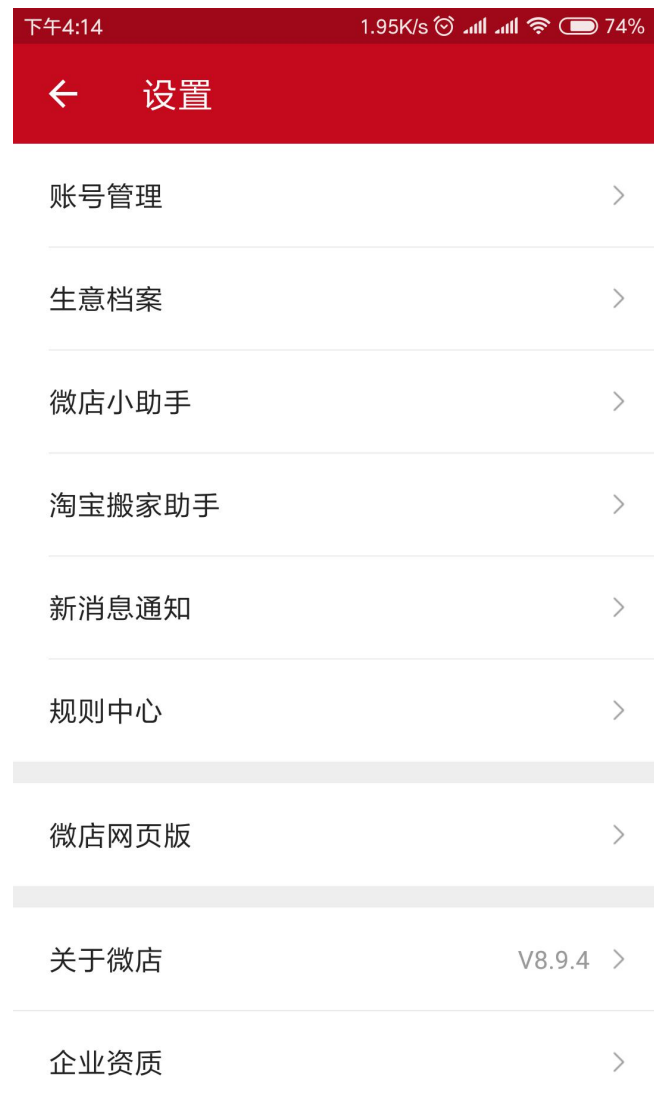 下午4:14 1.95K/s 74%
设置
账号管理
生意档案
微店小助手
淘宝搬家助手
新消息通知
规则中心
微店网页版
关于微店 V8.9.4
企业资质